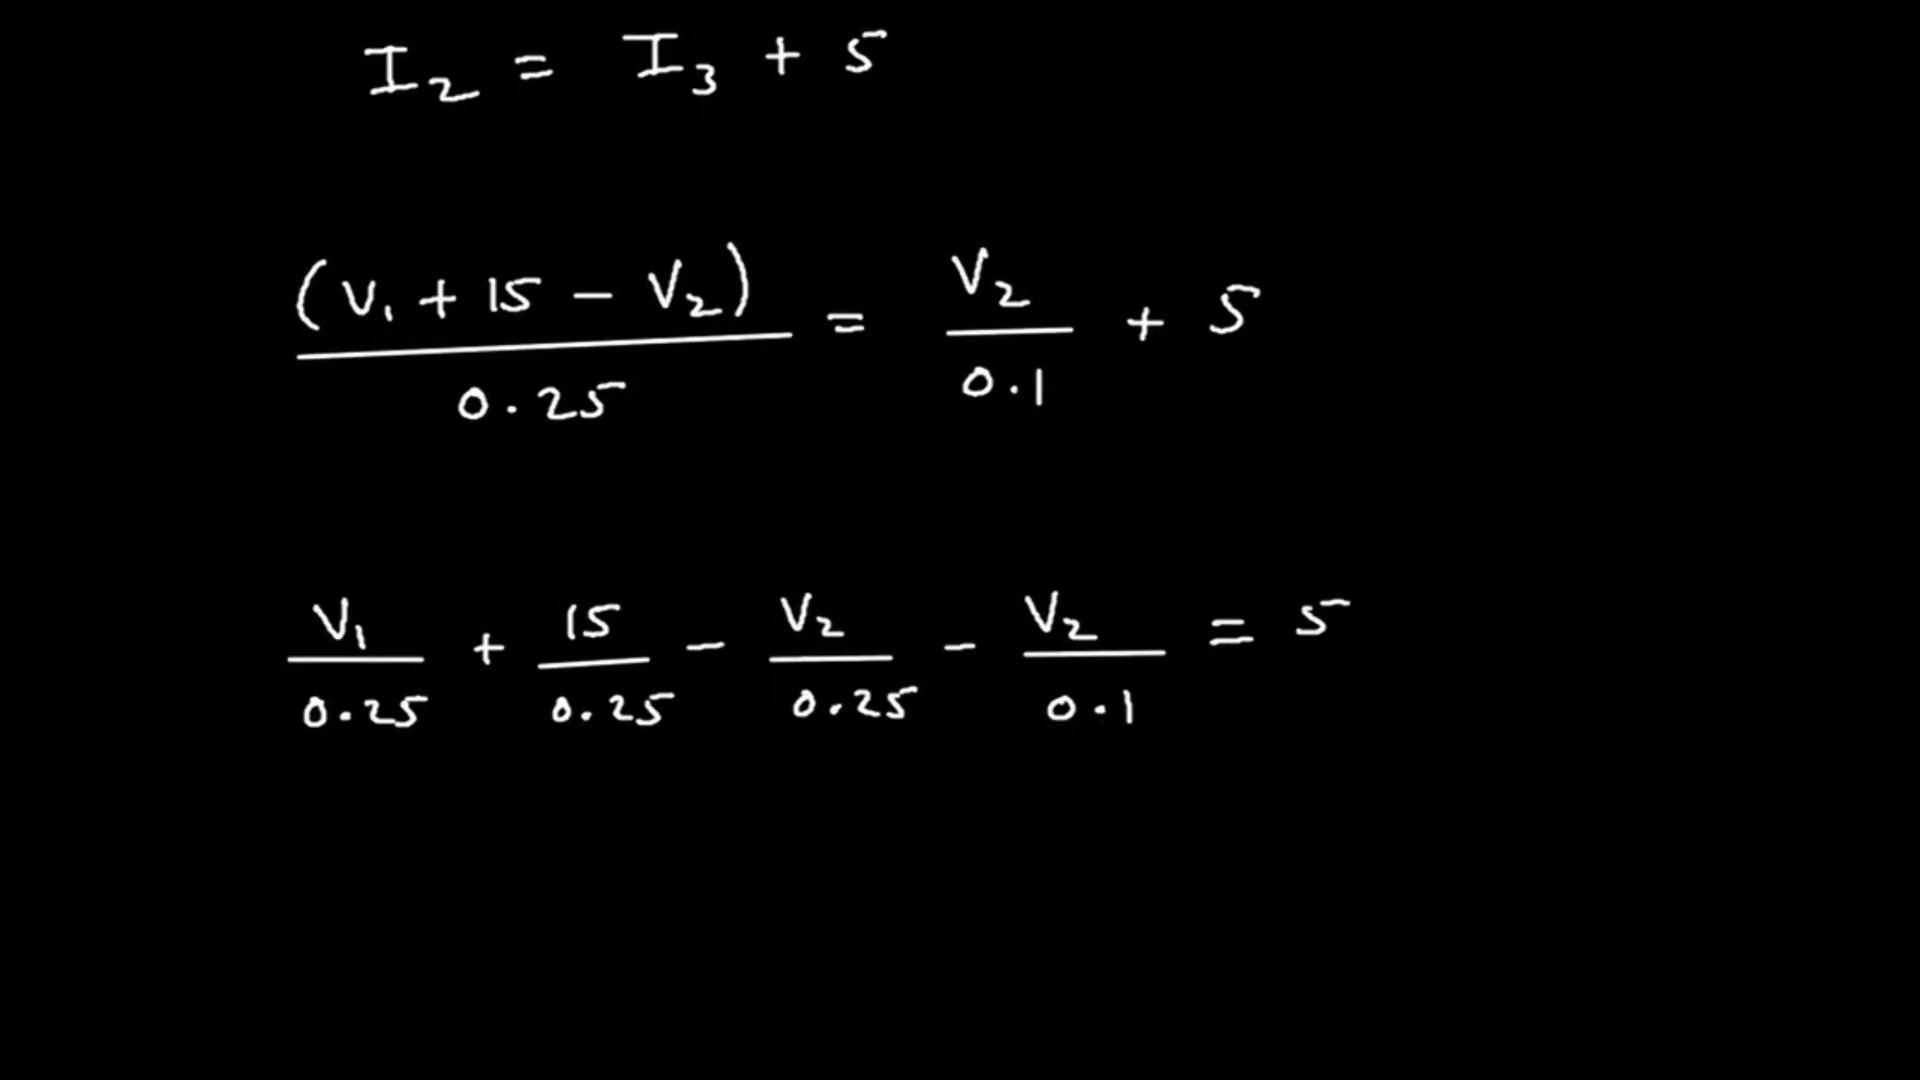 I₂ = I₃ + 5
(V₁ + 15 - V₂) / 0.25 = V₂ / 0.1 + 5
V₁ / 0.25 + 15 / 0.25 - V₂ / 0.25 - V₂ / 0.1 = 5